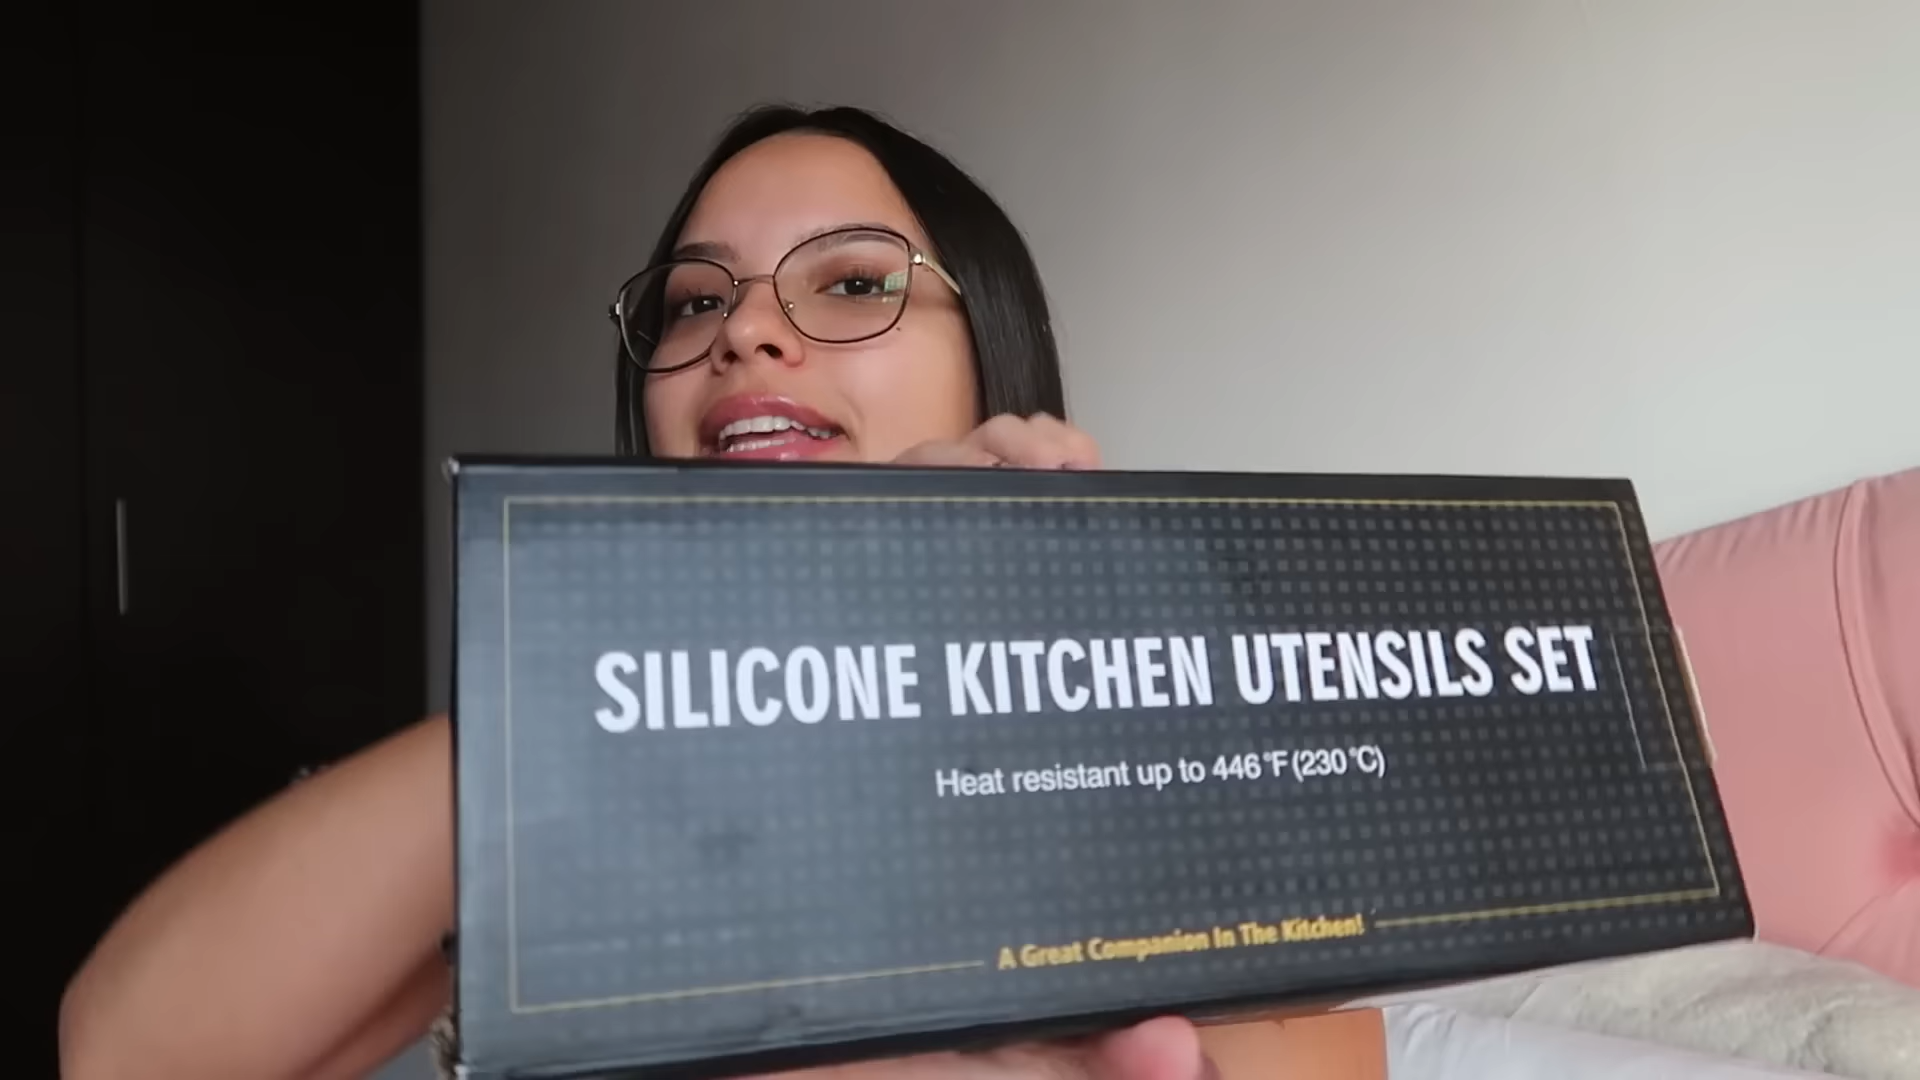 SILICONE KITCHEN UTENSILS SET
Heat resistant up to 446°F (230°C)
A Great Companion In The Kitchen!